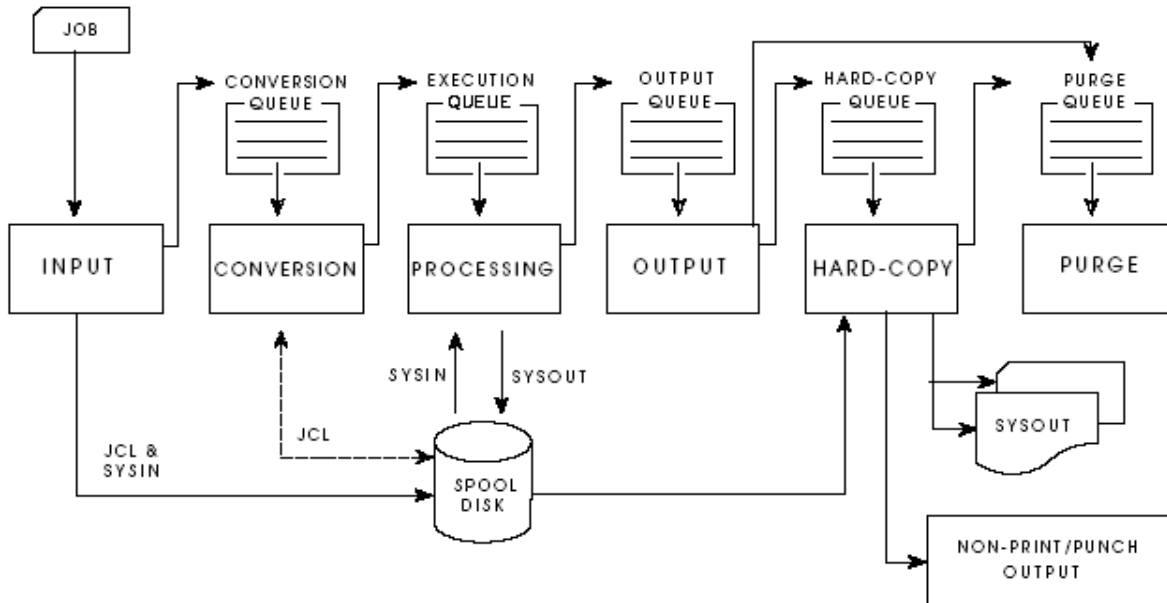 JOB
CONVERSION
QUEUE
EXECUTION
QUEUE
OUTPUT
QUEUE
HARD-COPY
QUEUE
PURGE
QUEUE
INPUT
CONVERSION
PROCESSING
OUTPUT
HARD-COPY
PURGE
SYSIN
SYSOUT
JCL
JCL &
SYSIN
SPOOL
DISK
SYSOUT
NON-PRINT/PUNCH
OUTPUT